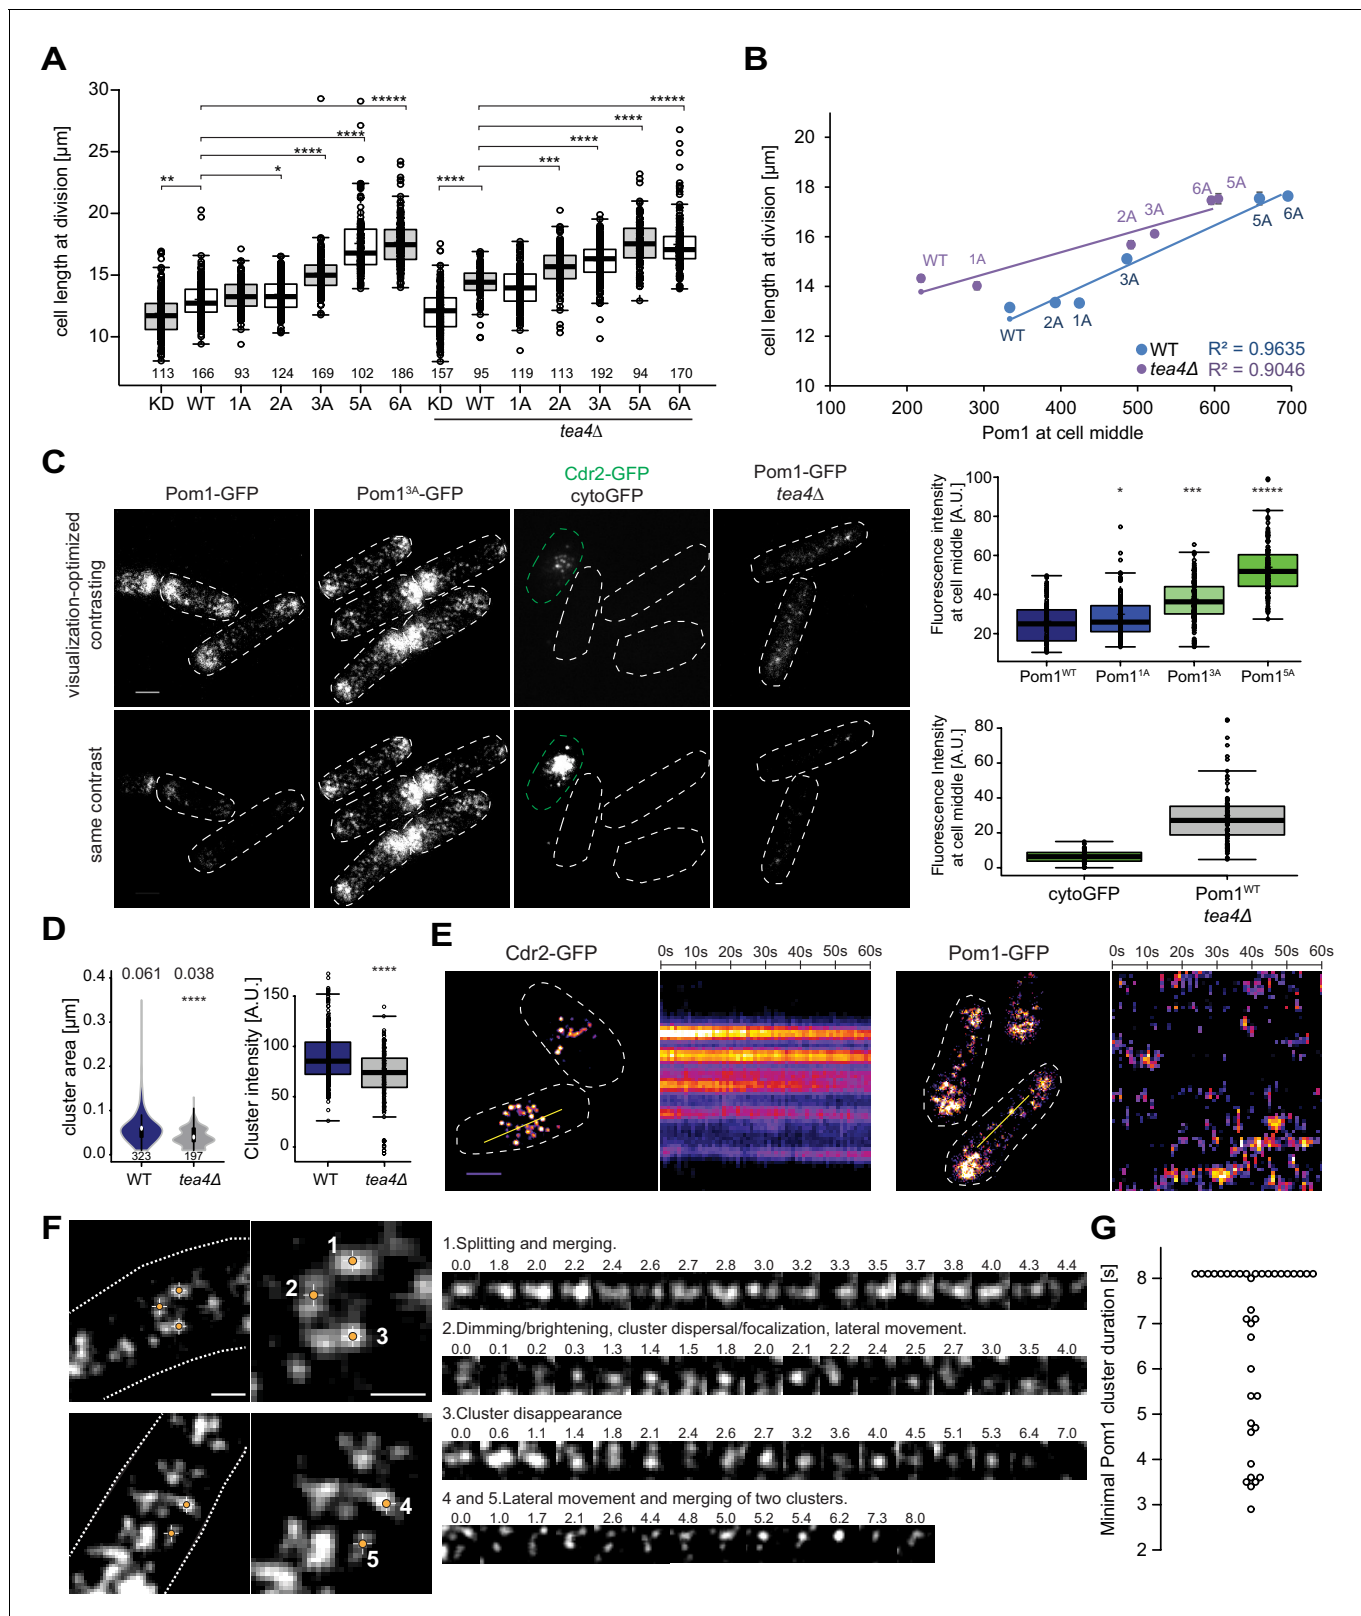 A
cell length at division [µm]
30
25
20
15
10
** * **** **** *****
**** *** **** **** *****
113 166 93 124 169 102 186 157 95 119 113 192 94 170
KD WT 1A 2A 3A 5A 6A KD WT 1A 2A 3A 5A 6A
tea4Δ
B
cell length at division [µm]
20
18
16
14
12
10
WT 1A 2A 3A 6A 5A
WT 2A 1A 3A 5A 6A
WT R² = 0.9635
tea4Δ R² = 0.9046
100 200 300 400 500 600 700
Pom1 at cell middle
C
Pom1-GFP
Pom1³ᴬ-GFP
Cdr2-GFP
cytoGFP
Pom1-GFP
tea4Δ
visualization-optimized
contrasting
same contrast
Fluorescence intensity
at cell middle [A.U.]
100
80
60
40
20
* *** *****
Pom1ᵂᵀ Pom1¹ᴬ Pom1³ᴬ Pom1⁵ᴬ
Fluorescence Intensity
at cell middle [A.U.]
80
60
40
20
0
cytoGFP
Pom1ᵂᵀ
tea4Δ
D
cluster area [µm]
0.4
0.3
0.2
0.1
0.0
0.061 0.038
****
323 197
WT tea4Δ
Cluster intensity [A.U.]
150
100
50
0
****
WT tea4Δ
E
Cdr2-GFP
0s 10s 20s 30s 40s 50s 60s
Pom1-GFP
0s 10s 20s 30s 40s 50s 60s
F
1
2
3
4
5
1.Splitting and merging.
0.0 1.8 2.0 2.2 2.4 2.6 2.7 2.8 3.0 3.2 3.3 3.5 3.7 3.8 4.0 4.3 4.4
2.Dimming/brightening, cluster dispersal/focalization, lateral movement.
0.0 0.1 0.2 0.3 1.3 1.4 1.5 1.8 2.0 2.1 2.2 2.4 2.5 2.7 3.0 3.5 4.0
3.Cluster disappearance
0.0 0.6 1.1 1.4 1.8 2.1 2.4 2.6 2.7 3.2 3.6 4.0 4.5 5.1 5.3 6.4 7.0
4 and 5.Lateral movement and merging of two clusters.
0.0 1.0 1.7 2.1 2.6 4.4 4.8 5.0 5.2 5.4 6.2 7.3 8.0
G
Minimal Pom1 cluster duration [s]
8
7
6
5
4
3
2